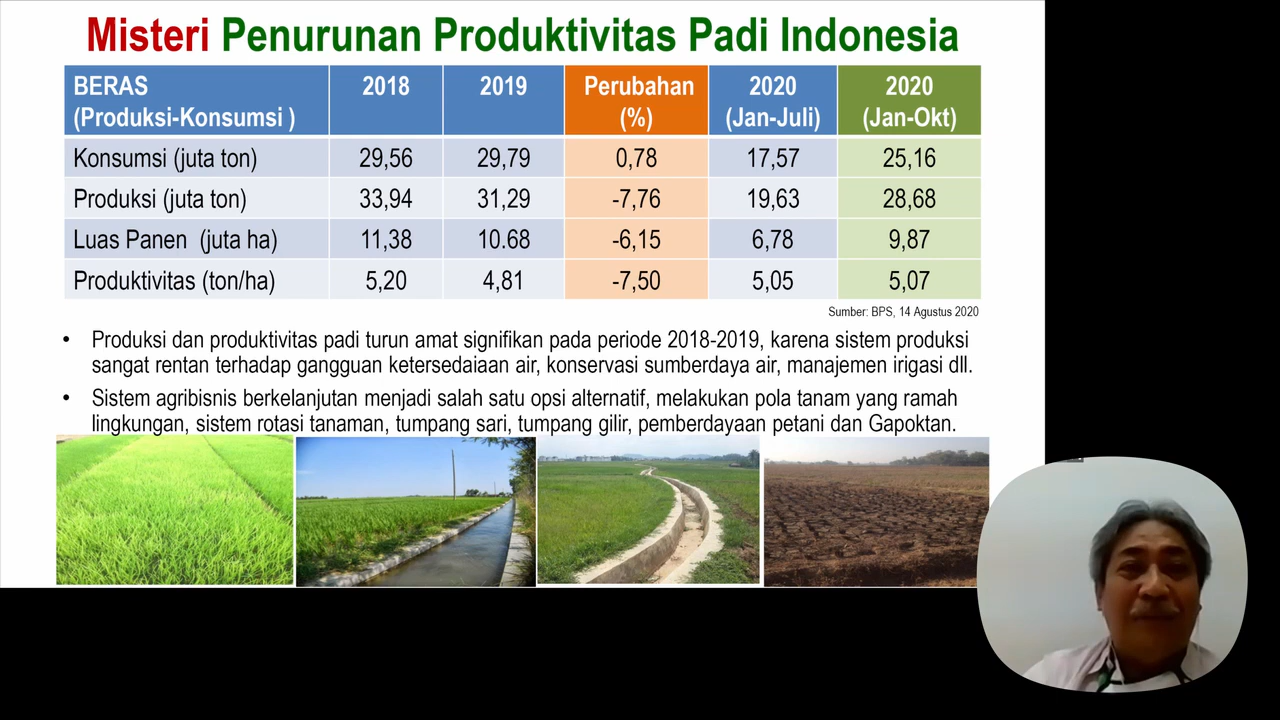 Misteri Penurunan Produktivitas Padi Indonesia
BERAS (Produksi-Konsumsi ) 2018 2019 Perubahan (%) 2020 (Jan-Juli) 2020 (Jan-Okt)
Konsumsi (juta ton) 29,56 29,79 0,78 17,57 25,16
Produksi (juta ton) 33,94 31,29 -7,76 19,63 28,68
Luas Panen (juta ha) 11,38 10.68 -6,15 6,78 9,87
Produktivitas (ton/ha) 5,20 4,81 -7,50 5,05 5,07
Sumber: BPS, 14 Agustus 2020
• Produksi dan produktivitas padi turun amat signifikan pada periode 2018-2019, karena sistem produksi
sangat rentan terhadap gangguan ketersedaiaan air, konservasi sumberdaya air, manajemen irigasi dll.
• Sistem agribisnis berkelanjutan menjadi salah satu opsi alternatif, melakukan pola tanam yang ramah
lingkungan, sistem rotasi tanaman, tumpang sari, tumpang gilir, pemberdayaan petani dan Gapoktan.